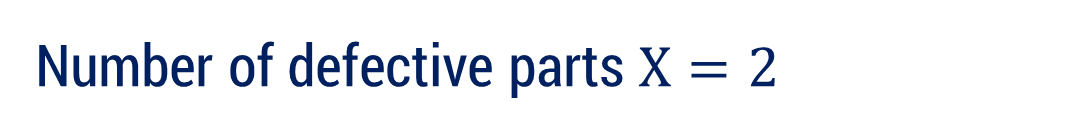 Number of defective parts X = 2